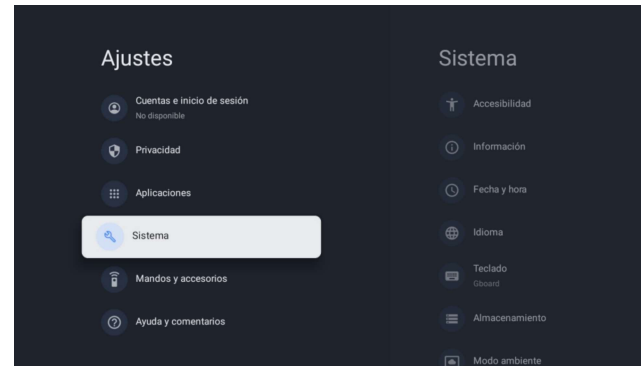 Ajustes
Cuentas e inicio de sesión
No disponible
Privacidad
Aplicaciones
Sistema
Mandos y accesorios
Ayuda y comentarios
Sistema
Accesibilidad
Información
Fecha y hora
Idioma
Teclado
Gboard
Almacenamiento
Modo ambiente